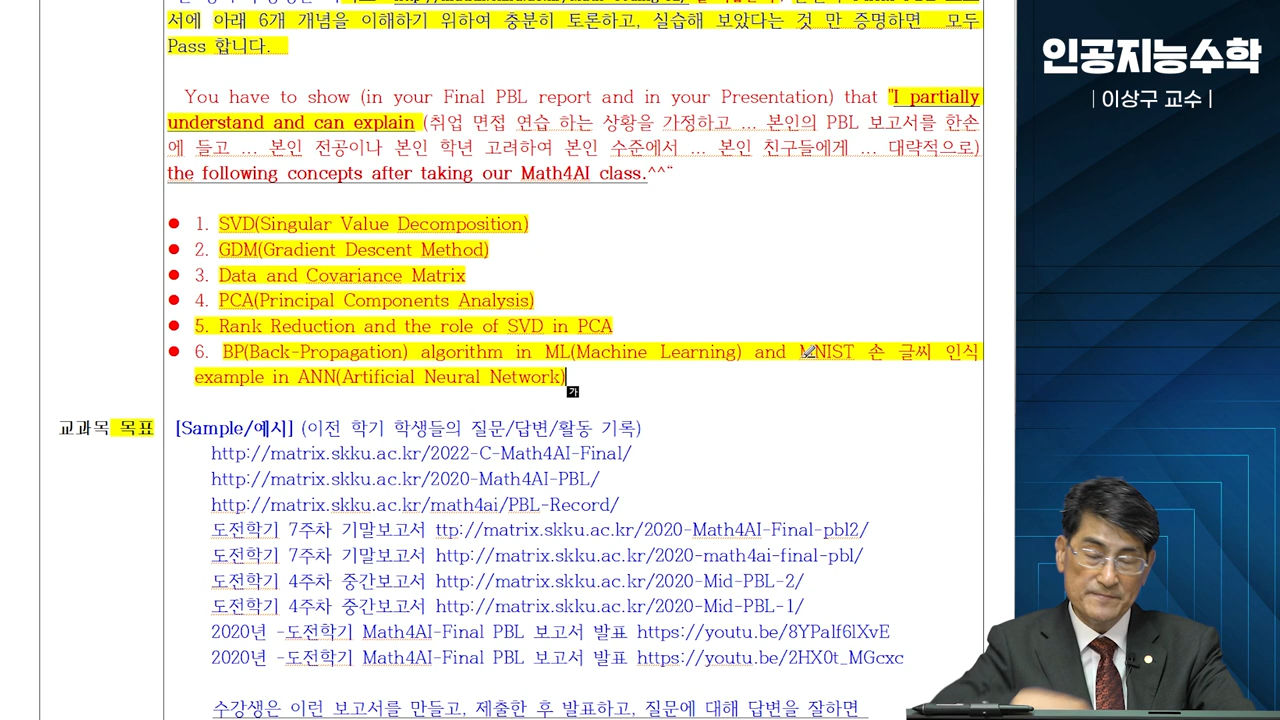 서에 아래 6개 개념을 이해하기 위하여 충분히 토론하고, 실습해 보았다는 것 만 증명하면 모두
Pass 합니다.
You have to show (in your Final PBL report and in your Presentation) that "I partially
understand and can explain (취업 면접 연습 하는 상황을 가정하고 ... 본인의 PBL 보고서를 한손
에 들고 ... 본인 전공이나 본인 학년 고려하여 본인 수준에서 ... 본인 친구들에게 ... 대략적으로)
the following concepts after taking our Math4AI class.^^¨
● 1. SVD(Singular Value Decomposition)
● 2. GDM(Gradient Descent Method)
● 3. Data and Covariance Matrix
● 4. PCA(Principal Components Analysis)
● 5. Rank Reduction and the role of SVD in PCA
● 6. BP(Back-Propagation) algorithm in ML(Machine Learning) and MNIST 손 글씨 인식
example in ANN(Artificial Neural Network)
가
교과목 목표
[Sample/예시] (이전 학기 학생들의 질문/답변/활동 기록)
http://matrix.skku.ac.kr/2022-C-Math4AI-Final/
http://matrix.skku.ac.kr/2020-Math4AI-PBL/
http://matrix.skku.ac.kr/math4ai/PBL-Record/
도전학기 7주차 기말보고서 ttp://matrix.skku.ac.kr/2020-Math4AI-Final-pbl2/
도전학기 7주차 기말보고서 http://matrix.skku.ac.kr/2020-math4ai-final-pbl/
도전학기 4주차 중간보고서 http://matrix.skku.ac.kr/2020-Mid-PBL-2/
도전학기 4주차 중간보고서 http://matrix.skku.ac.kr/2020-Mid-PBL-1/
2020년 -도전학기 Math4AI-Final PBL 보고서 발표 https://youtu.be/8YPalf6lXvE
2020년 -도전학기 Math4AI-Final PBL 보고서 발표 https://youtu.be/2HX0t_MGcxc
수강생은 이런 보고서를 만들고, 제출한 후 발표하고, 질문에 대해 답변을 잘하면
인공지능수학
| 이상구 교수 |